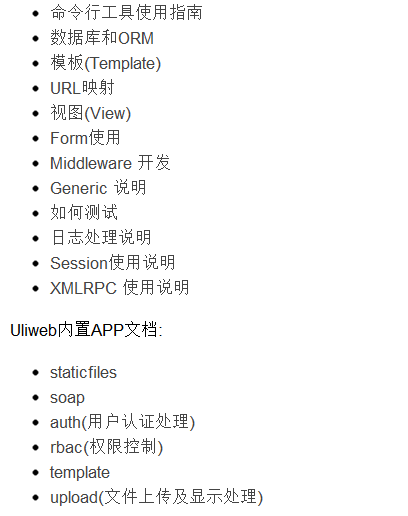 命令行工具使用指南
数据库和ORM
模板(Template)
URL映射
视图(View)
Form使用
Middleware 开发
Generic 说明
如何测试
日志处理说明
Session使用说明
XMLRPC 使用说明
Uliweb内置APP文档:
staticfiles
soap
auth(用户认证处理)
rbac(权限控制)
template
upload(文件上传及显示处理)